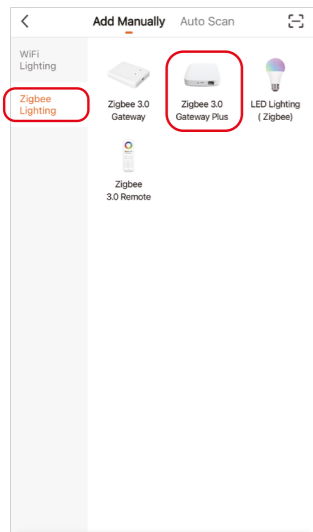 Add Manually Auto Scan
WiFi
Lighting
Zigbee
Lighting
Zigbee 3.0
Gateway
Zigbee 3.0
Gateway Plus
LED Lighting
( Zigbee)
Zigbee
3.0 Remote